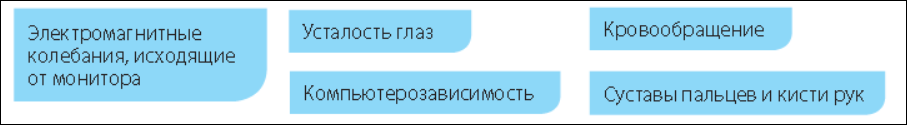 Электромагнитные
колебания, исходящие
от монитора
Усталость глаз
Компьютерозависимость
Кровообращение
Суставы пальцев и кисти рук